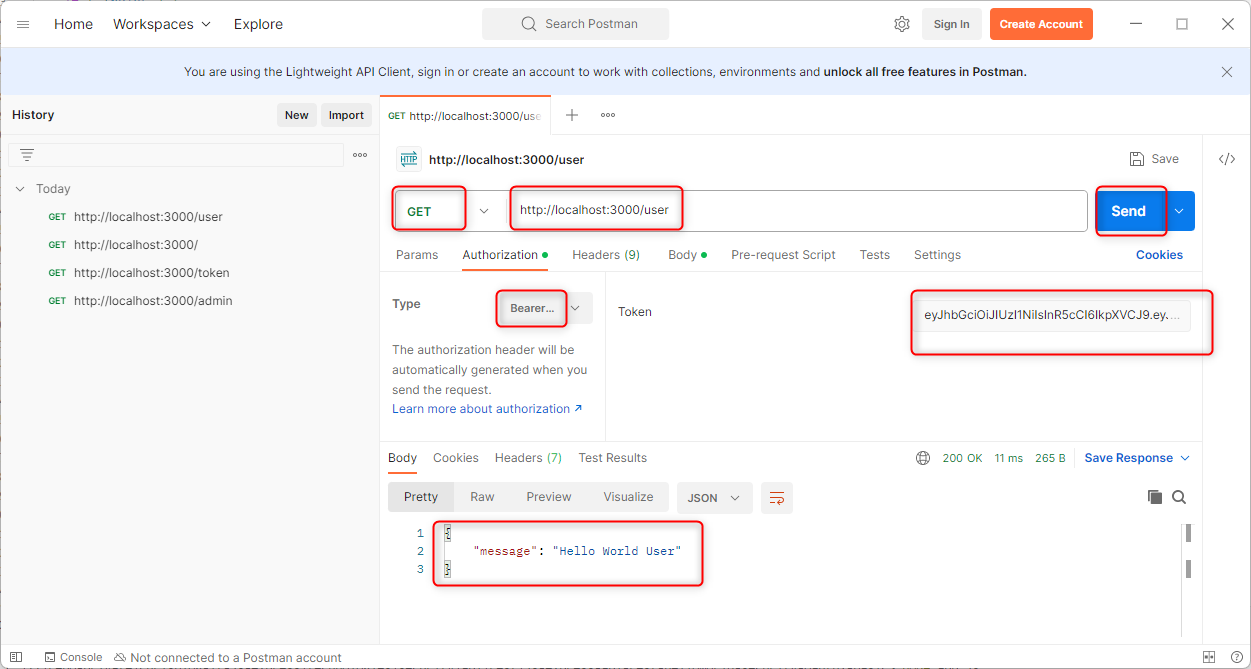 Home Workspaces Explore Search Postman Sign In Create Account
You are using the Lightweight API Client, sign in or create an account to work with collections, environments and unlock all free features in Postman.
History New Import
Today
GET http://localhost:3000/user
GET http://localhost:3000/
GET http://localhost:3000/token
GET http://localhost:3000/admin
GET http://localhost:3000/use
HTTP http://localhost:3000/user Save </>
GET http://localhost:3000/user Send
Params Authorization Headers (9) Body Pre-request Script Tests Settings Cookies
Type Bearer...
The authorization header will be
automatically generated when you
send the request.
Learn more about authorization ↗
Token eyJhbGciOiJIUzI1NiIsInR5cCI6IkpXVCJ9.ey...
Body Cookies Headers (7) Test Results 200 OK 11 ms 265 B Save Response
Pretty Raw Preview Visualize JSON
1 {
2 "message": "Hello World User"
3 }
Console Not connected to a Postman account